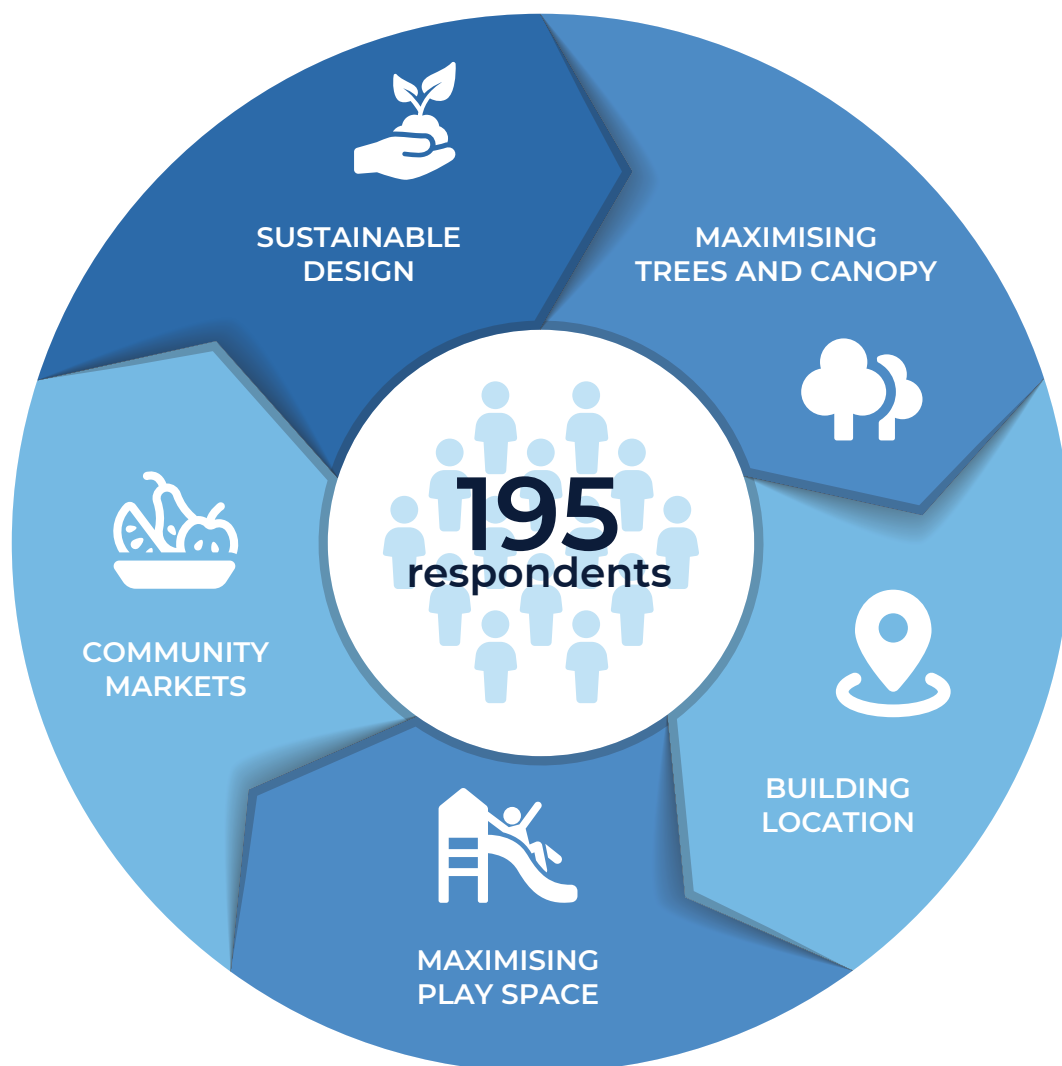 SUSTAINABLE
DESIGN
MAXIMISING
TREES AND CANOPY
195
respondents
COMMUNITY
MARKETS
BUILDING
LOCATION
MAXIMISING
PLAY SPACE